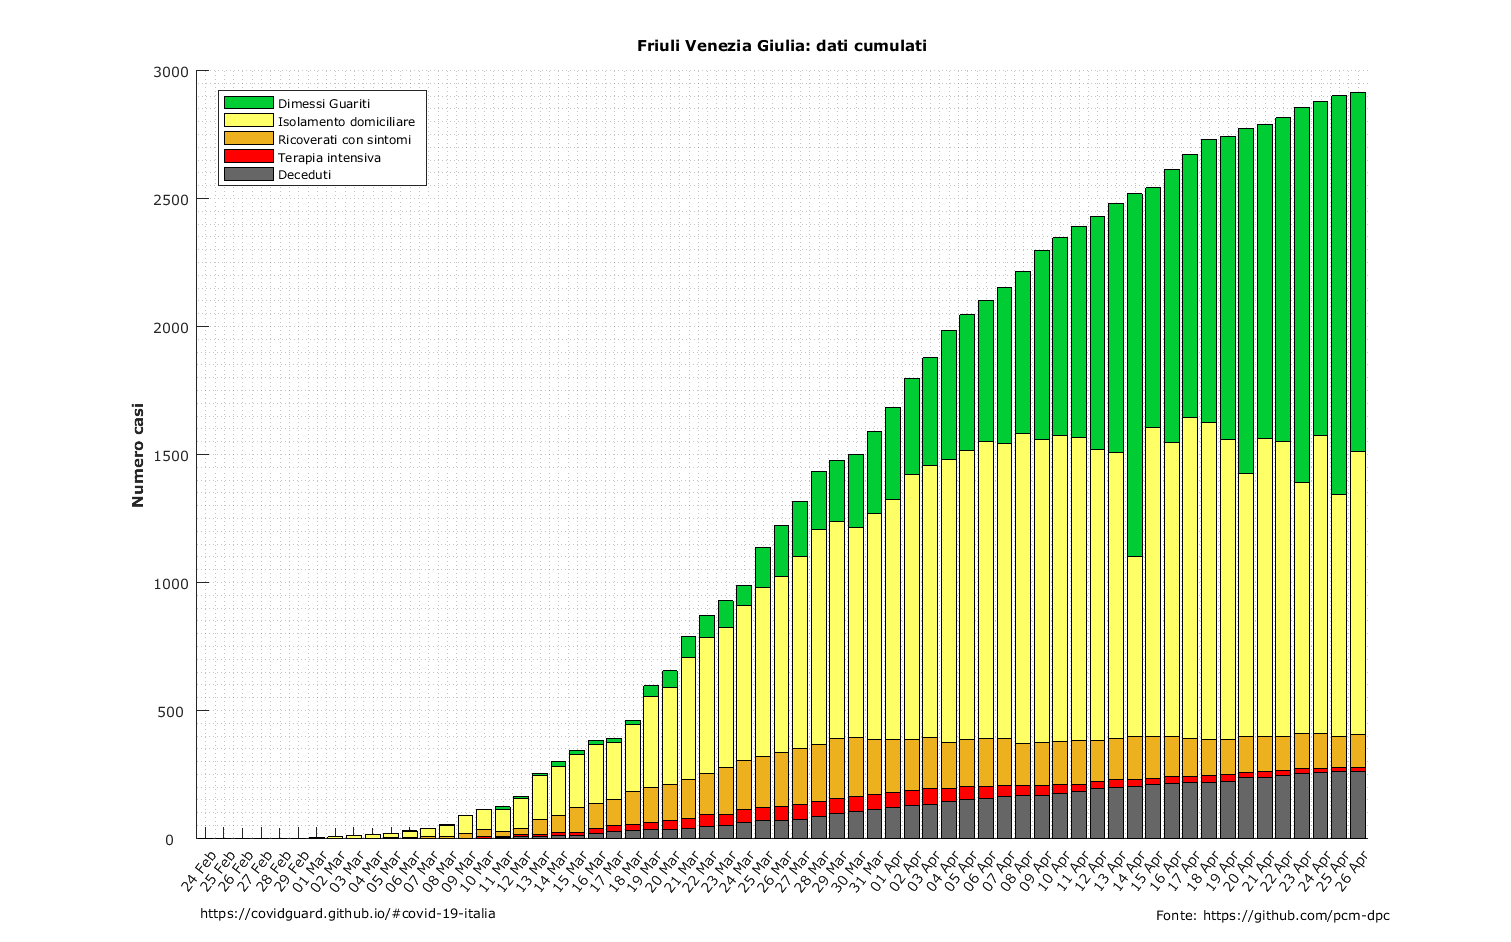 Friuli Venezia Giulia: dati cumulati
3000
2500
2000
1500
1000
500
0
Numero casi
Dimessi Guariti
Isolamento domiciliare
Ricoverati con sintomi
Terapia intensiva
Deceduti
24 Feb
25 Feb
26 Feb
27 Feb
28 Feb
29 Feb
01 Mar
02 Mar
03 Mar
04 Mar
05 Mar
06 Mar
07 Mar
08 Mar
09 Mar
10 Mar
11 Mar
12 Mar
13 Mar
14 Mar
15 Mar
16 Mar
17 Mar
18 Mar
19 Mar
20 Mar
21 Mar
22 Mar
23 Mar
24 Mar
25 Mar
26 Mar
27 Mar
28 Mar
29 Mar
30 Mar
31 Mar
01 Apr
02 Apr
03 Apr
04 Apr
05 Apr
06 Apr
07 Apr
08 Apr
09 Apr
10 Apr
11 Apr
12 Apr
13 Apr
14 Apr
15 Apr
16 Apr
17 Apr
18 Apr
19 Apr
20 Apr
21 Apr
22 Apr
23 Apr
24 Apr
25 Apr
26 Apr
https://covidguard.github.io/#covid-19-italia
Fonte: https://github.com/pcm-dpc